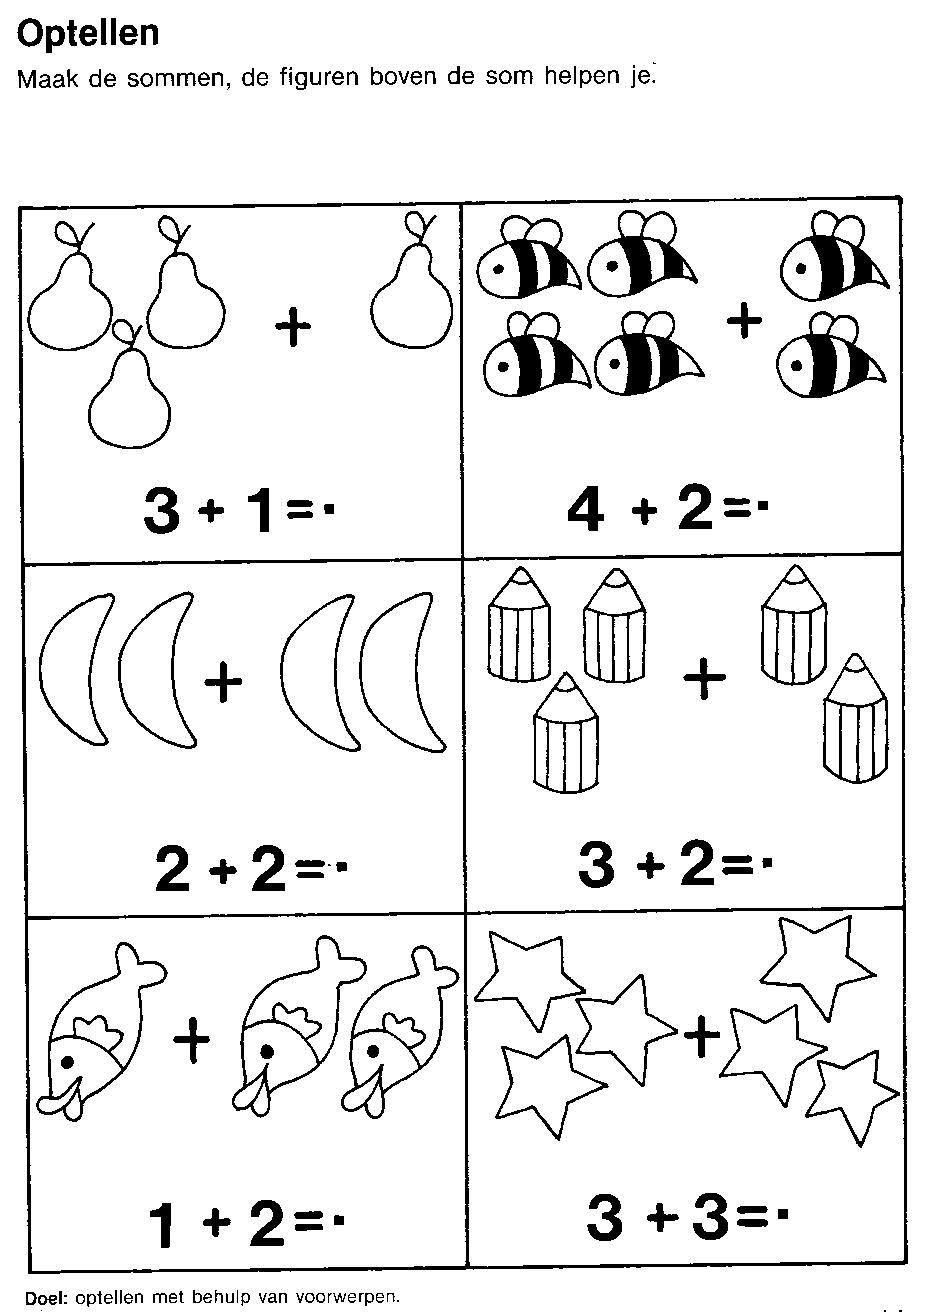 Optellen
Maak de sommen, de figuren boven de som helpen je.
+
+
3 + 1 = ·
4 + 2 = ·
+
+
2 + 2 = ·
3 + 2 = ·
+
+
1 + 2 = ·
3 + 3 = ·
Doel: optellen met behulp van voorwerpen.